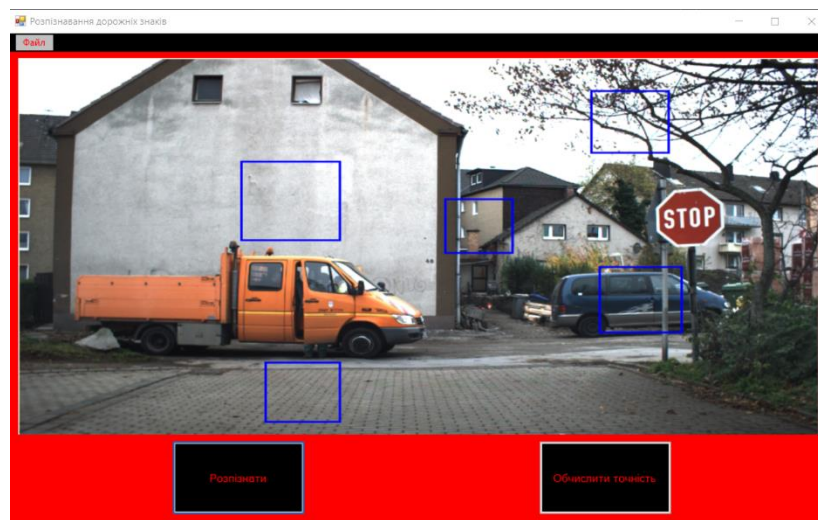 Розпізнавання дорожніх знаків
Файл
STOP
Розпізнати
Обчислити точність